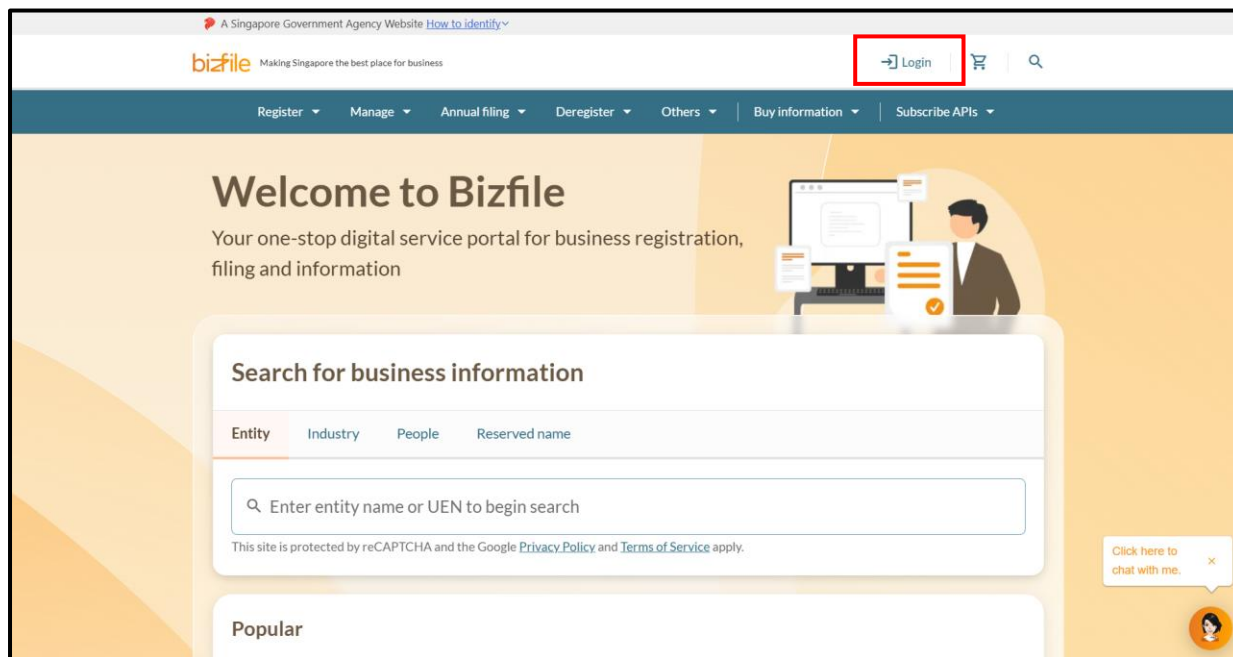 A Singapore Government Agency Website How to identify
bizfile Making Singapore the best place for business
Login
Register Manage Annual filing Deregister Others Buy information Subscribe APIs
Welcome to Bizfile
Your one-stop digital service portal for business registration,
filing and information
Search for business information
Entity Industry People Reserved name
Enter entity name or UEN to begin search
This site is protected by reCAPTCHA and the Google Privacy Policy and Terms of Service apply.
Click here to
chat with me.
Popular